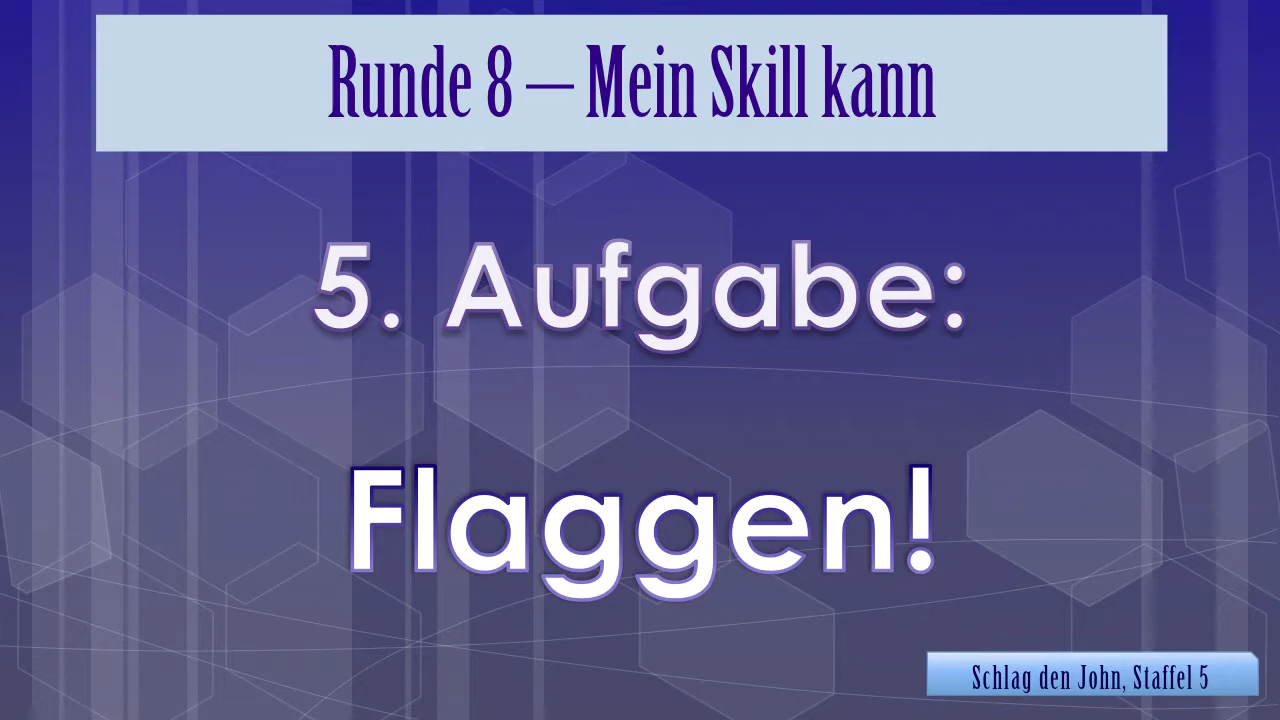 Runde 8 – Mein Skill kann
5. Aufgabe:
Flaggen!
Schlag den John, Staffel 5